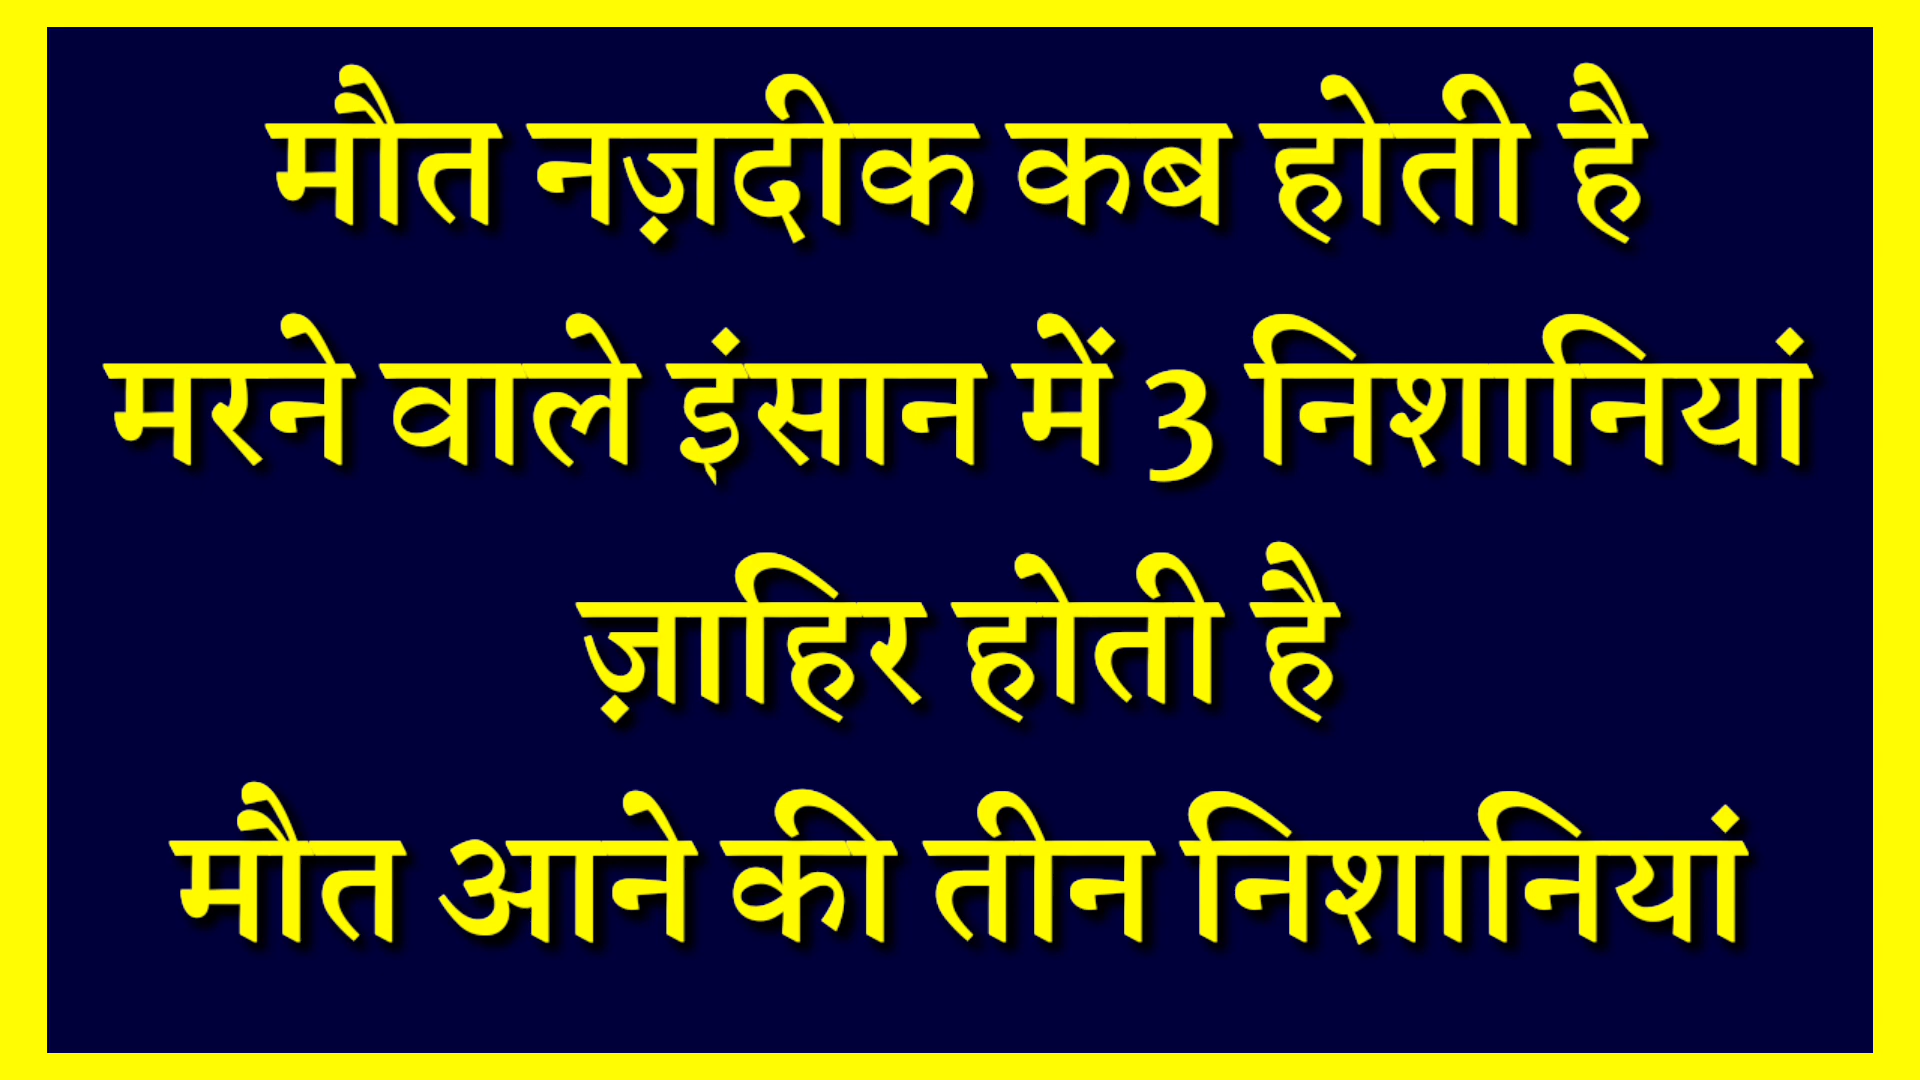 मौत नज़दीक कब होती है
मरने वाले इंसान में 3 निशानियां
ज़ाहिर होती है
मौत आने की तीन निशानियां